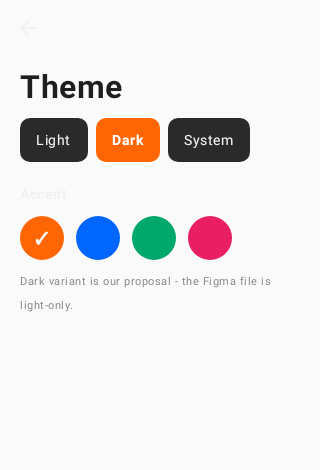 Theme
Light Dark System
Accent
Dark variant is our proposal - the Figma file is
light-only.